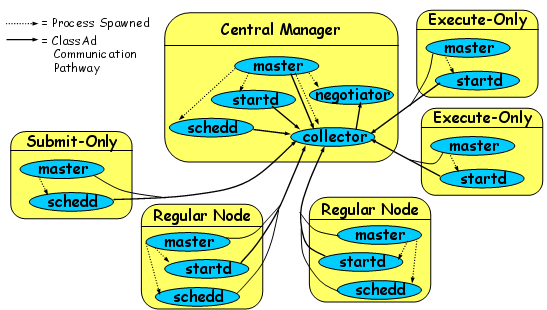 = Process Spawned
= ClassAd
Communication
Pathway
Central Manager
master
startd
negotiator
schedd
collector
Execute-Only
master
startd
Execute-Only
master
startd
Submit-Only
master
schedd
Regular Node
master
startd
schedd
Regular Node
master
startd
schedd